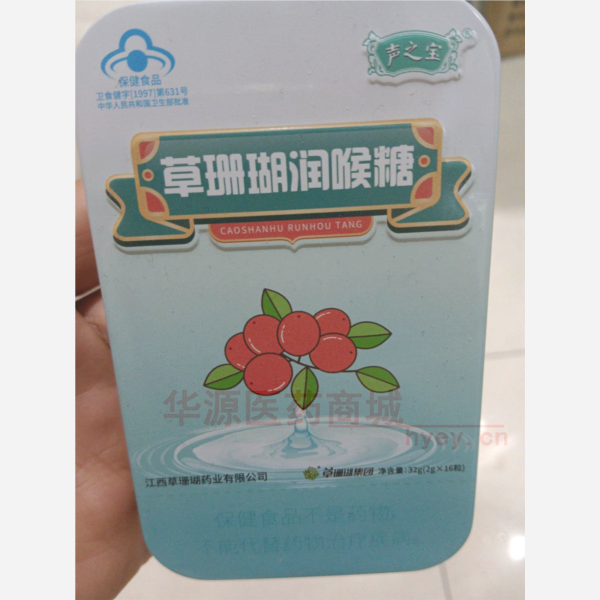 声之宝®
保健食品
卫食健字[1997]第631号
中华人民共和国卫生部批准
草珊瑚润喉糖
CAOSHANHU RUNHOU TANG
华源医药商城
hyey.cn
江西草珊瑚药业有限公司
草珊瑚集团 净含量:32g(2g×16粒)
保健食品不是药物,
不能代替药物治疗疾病。